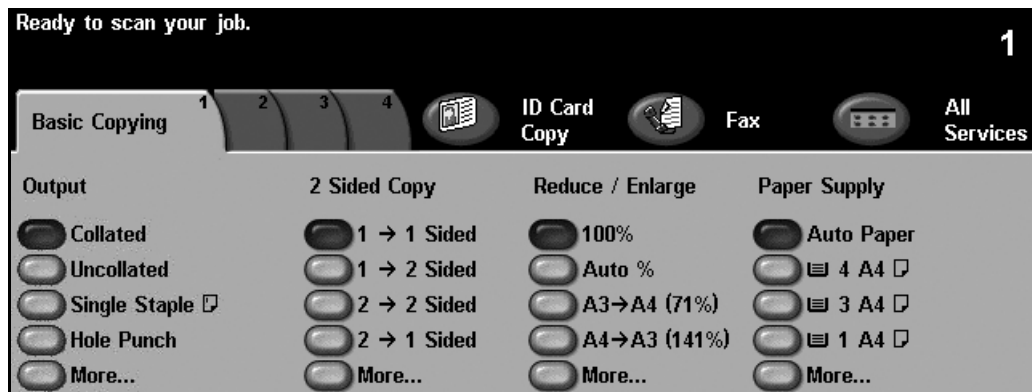 Ready to scan your job.
1
Basic Copying
1
2
3
4
ID Card
Copy
Fax
All
Services
Output
Collated
Uncollated
Single Staple
Hole Punch
More...
2 Sided Copy
1 → 1 Sided
1 → 2 Sided
2 → 2 Sided
2 → 1 Sided
More...
Reduce / Enlarge
100%
Auto %
A3→A4 (71%)
A4→A3 (141%)
More...
Paper Supply
Auto Paper
4 A4
3 A4
1 A4
More...